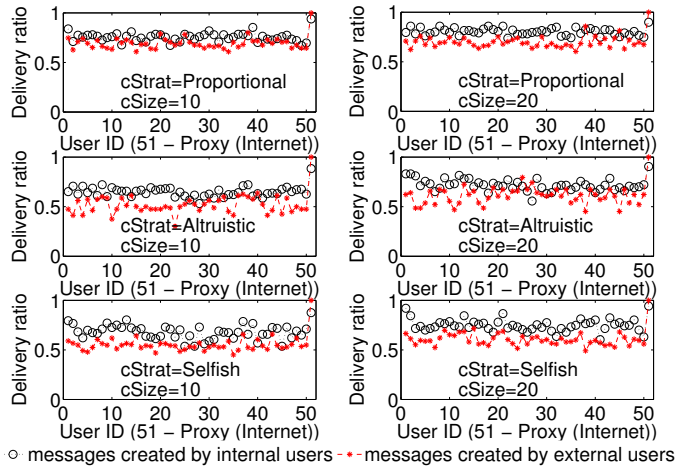 Delivery ratio
1
0.5
0
cStrat=Proportional
cSize=10
0 10 20 30 40 50
User ID (51 - Proxy (Internet))
Delivery ratio
1
0.5
0
cStrat=Proportional
cSize=20
0 10 20 30 40 50
User ID (51 - Proxy (Internet))
Delivery ratio
1
0.5
0
cStrat=Altruistic
cSize=10
0 10 20 30 40 50
User ID (51 - Proxy (Internet))
Delivery ratio
1
0.5
0
cStrat=Altruistic
cSize=20
0 10 20 30 40 50
User ID (51 - Proxy (Internet))
Delivery ratio
1
0.5
0
cStrat=Selfish
cSize=10
0 10 20 30 40 50
User ID (51 - Proxy (Internet))
Delivery ratio
1
0.5
0
cStrat=Selfish
cSize=20
0 10 20 30 40 50
User ID (51 - Proxy (Internet))
messages created by internal users
messages created by external users